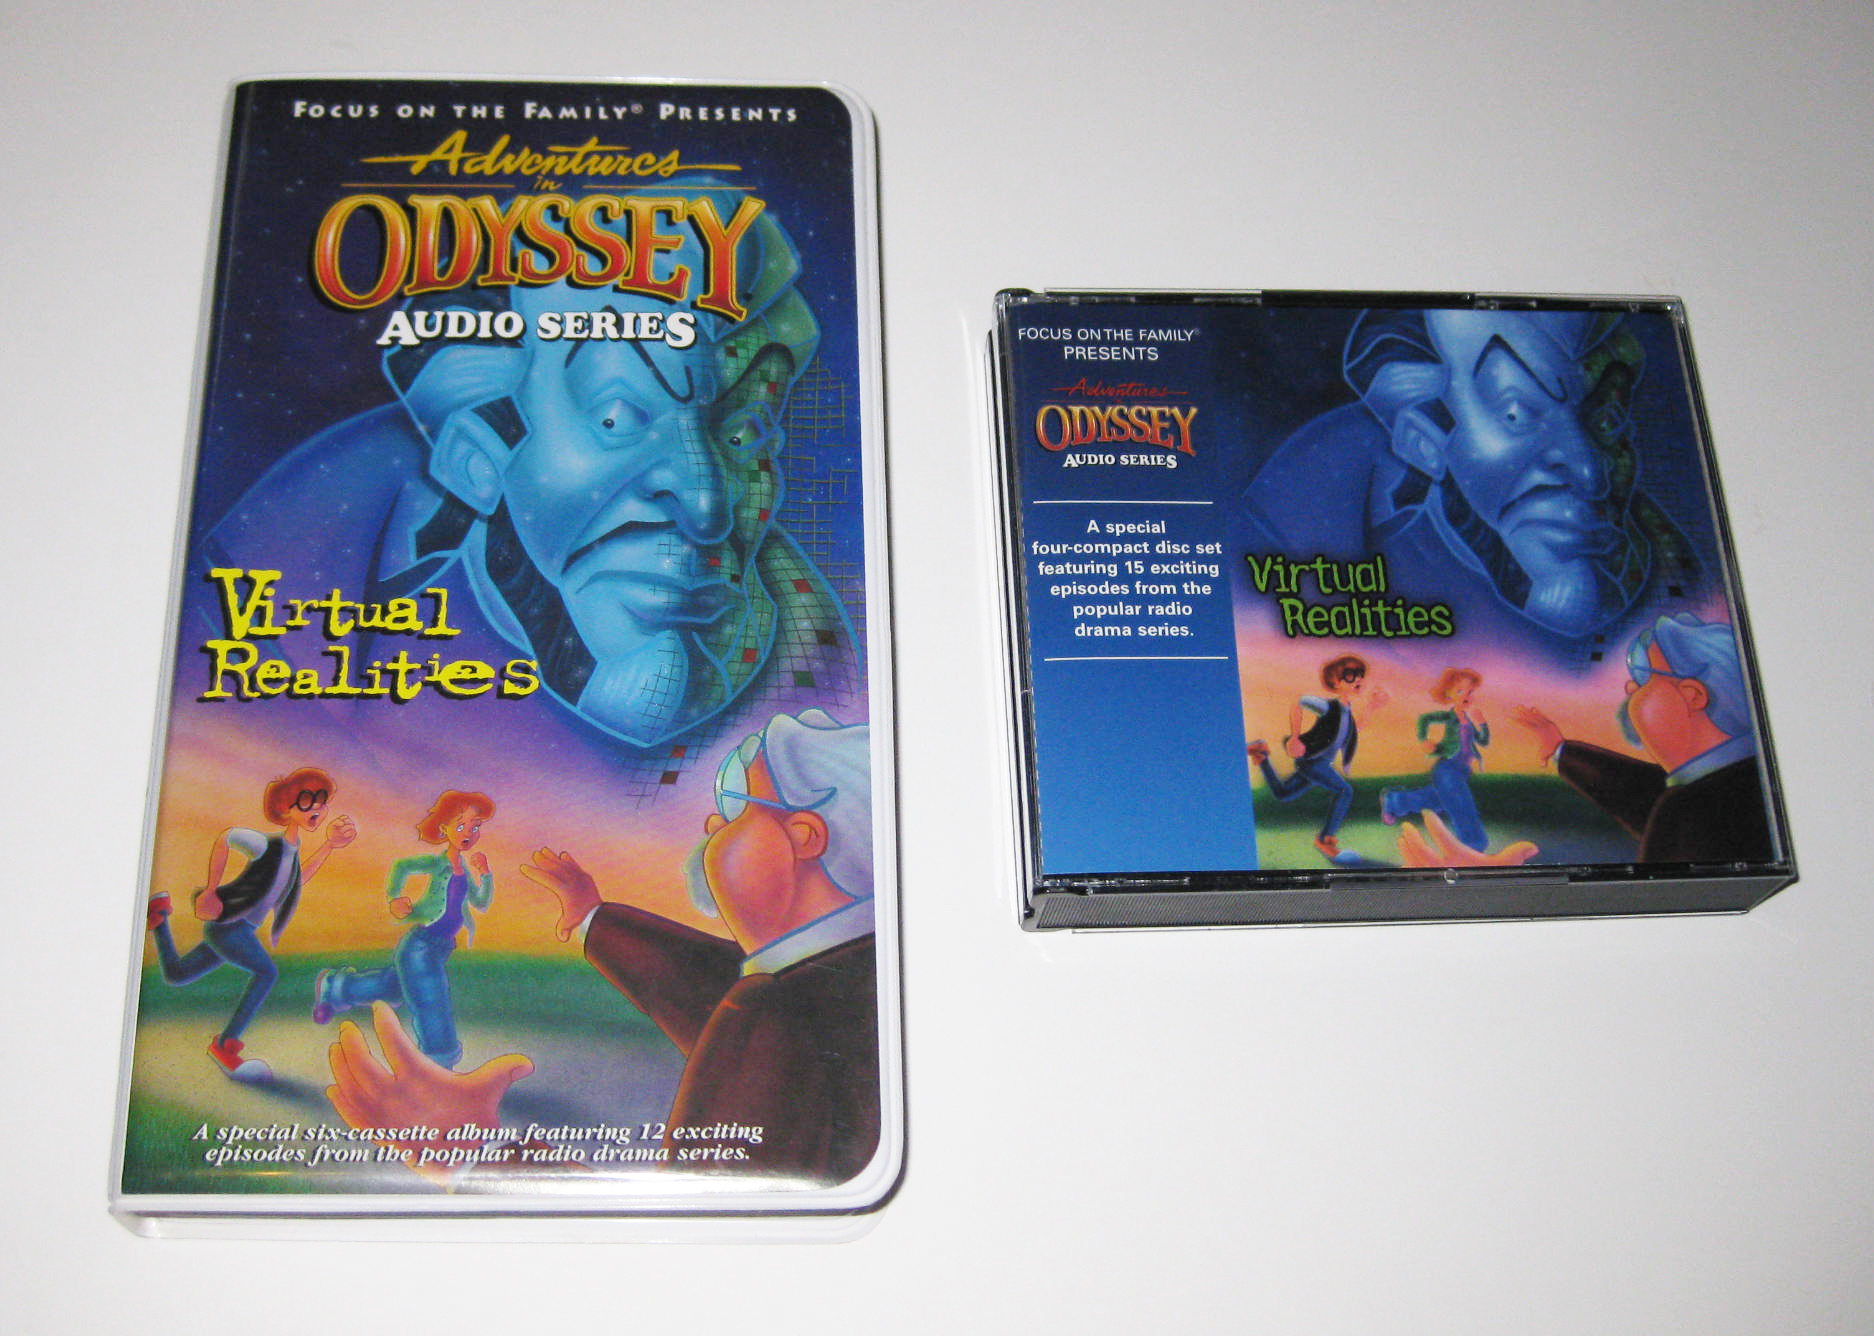 FOCUS ON THE FAMILY® PRESENTS
Adventures
in
ODYSSEY
AUDIO SERIES
Virtual
Realities
A special six-cassette album featuring 12 exciting
episodes from the popular radio drama series.
FOCUS ON THE FAMILY®
PRESENTS
Adventures
ODYSSEY
AUDIO SERIES
A special
four-compact disc set
featuring 15 exciting
episodes from the
popular radio
drama series.
Virtual
Realities